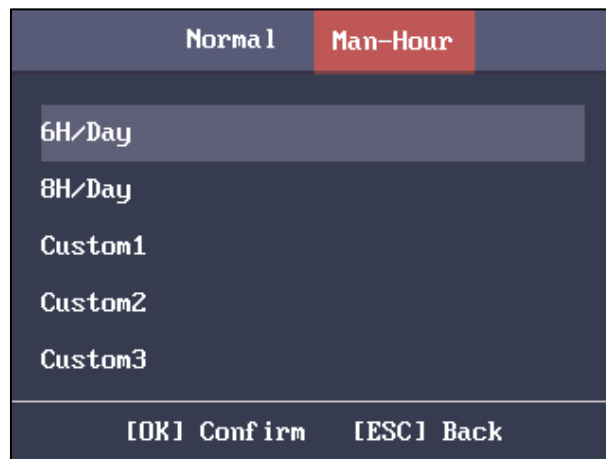 Normal Man-Hour
6H/Day
8H/Day
Custom1
Custom2
Custom3
[OK] Confirm [ESC] Back